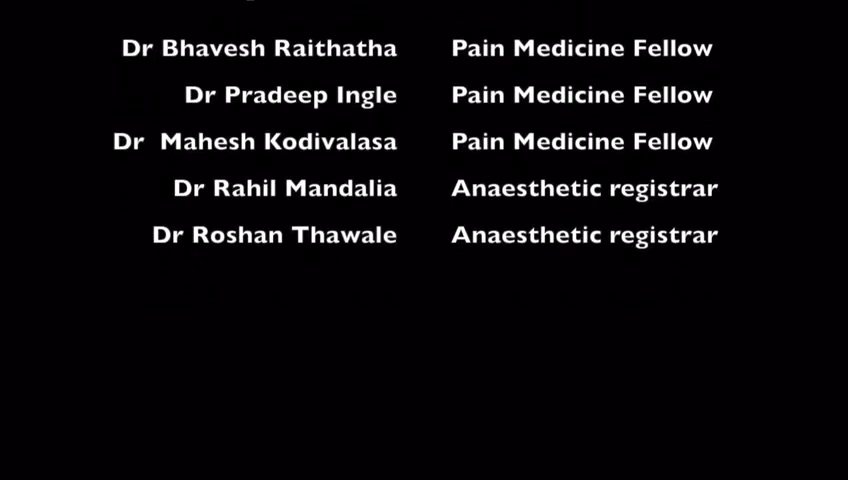 Dr Bhavesh Raithatha Pain Medicine Fellow
Dr Pradeep Ingle Pain Medicine Fellow
Dr Mahesh Kodivalasa Pain Medicine Fellow
Dr Rahil Mandalia Anaesthetic registrar
Dr Roshan Thawale Anaesthetic registrar